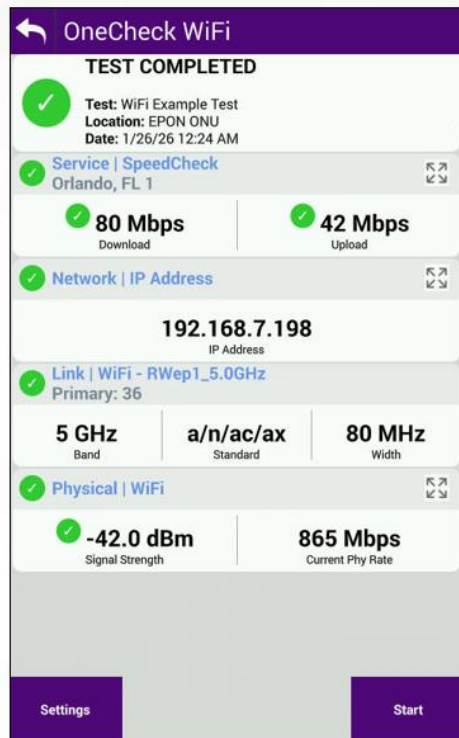 OneCheck WiFi
TEST COMPLETED
Test: WiFi Example Test
Location: EPON ONU
Date: 1/26/26 12:24 AM
Service | SpeedCheck
Orlando, FL 1
80 Mbps
Download
42 Mbps
Upload
Network | IP Address
192.168.7.198
IP Address
Link | WiFi - RWep1_5.0GHz
Primary: 36
5 GHz
Band
a/n/ac/ax
Standard
80 MHz
Width
Physical | WiFi
-42.0 dBm
Signal Strength
865 Mbps
Current Phy Rate
Settings
Start